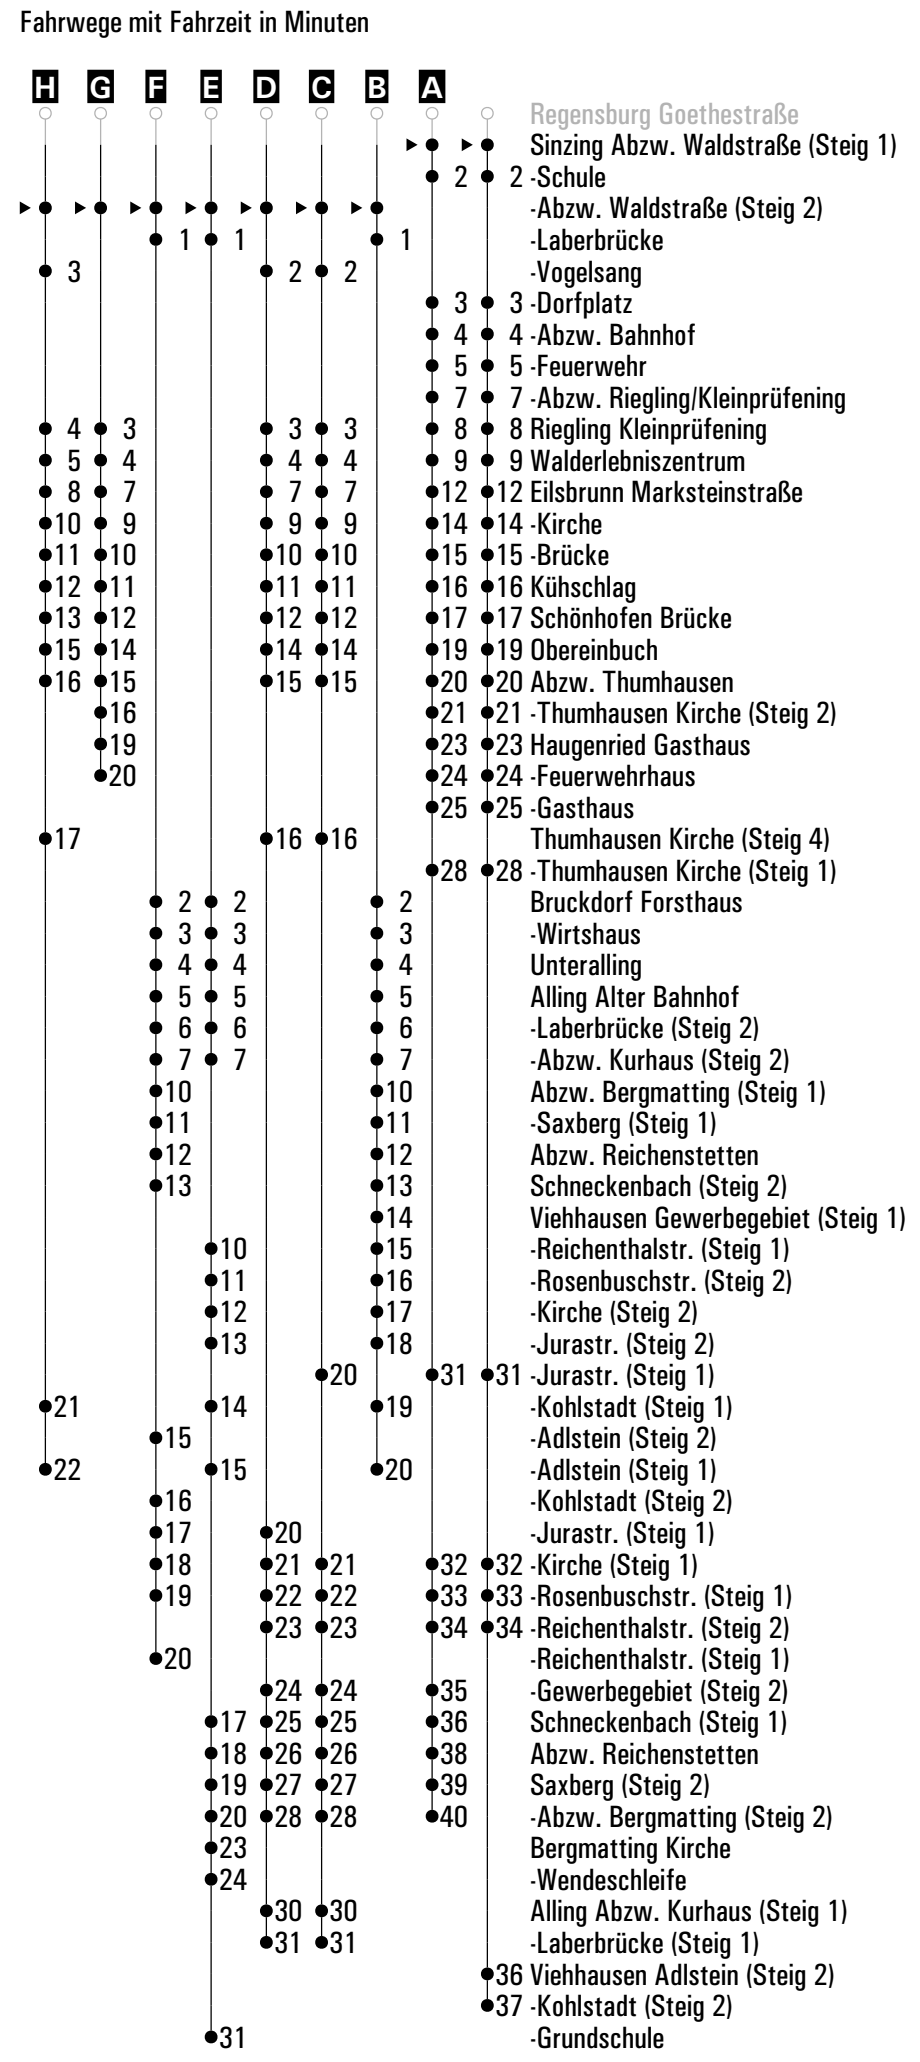 Fahrwege mit Fahrzeit in Minuten
H G F E D C B A
Regensburg Goethestraße
Sinzing Abzw. Waldstraße (Steig 1)
2 2 -Schule
-Abzw. Waldstraße (Steig 2)
1 1 1 -Laberbrücke
3 2 2 -Vogelsang
3 3 -Dorfplatz
4 4 -Abzw. Bahnhof
5 5 -Feuerwehr
7 7 -Abzw. Riegling/Kleinprüfening
4 3 3 3 8 8 Riegling Kleinprüfening
5 4 4 4 9 9 Walderlebniszentrum
8 7 7 7 12 12 Eilsbrunn Marksteinstraße
10 9 9 9 14 14 -Kirche
11 10 10 10 15 15 -Brücke
12 11 11 11 16 16 Kühschlag
13 12 12 12 17 17 Schönhofen Brücke
15 14 14 14 19 19 Obereinbuch
16 15 15 15 20 20 Abzw. Thumhausen
16 21 21 -Thumhausen Kirche (Steig 2)
19 23 23 Haugenried Gasthaus
20 24 24 -Feuerwehrhaus
25 25 -Gasthaus
17 16 16 Thumhausen Kirche (Steig 4)
28 28 -Thumhausen Kirche (Steig 1)
2 2 2 Bruckdorf Forsthaus
3 3 3 -Wirtshaus
4 4 4 Unteralling
5 5 5 Alling Alter Bahnhof
6 6 6 -Laberbrücke (Steig 2)
7 7 7 -Abzw. Kurhaus (Steig 2)
10 10 Abzw. Bergmatting (Steig 1)
11 11 -Saxberg (Steig 1)
12 12 Abzw. Reichenstetten
13 13 Schneckenbach (Steig 2)
14 Viehhausen Gewerbegebiet (Steig 1)
10 15 -Reichenthalstr. (Steig 1)
11 16 -Rosenbuschstr. (Steig 2)
12 17 -Kirche (Steig 2)
13 18 -Jurastr. (Steig 2)
20 31 31 -Jurastr. (Steig 1)
21 14 19 -Kohlstadt (Steig 1)
15 -Adlstein (Steig 2)
22 15 20 -Adlstein (Steig 1)
16 -Kohlstadt (Steig 2)
17 20 -Jurastr. (Steig 1)
18 21 21 32 32 -Kirche (Steig 1)
19 22 22 33 33 -Rosenbuschstr. (Steig 1)
23 23 34 34 -Reichenthalstr. (Steig 2)
20 -Reichenthalstr. (Steig 1)
24 24 35 -Gewerbegebiet (Steig 2)
17 25 25 36 Schneckenbach (Steig 1)
18 26 26 38 Abzw. Reichenstetten
19 27 27 39 Saxberg (Steig 2)
20 28 28 40 -Abzw. Bergmatting (Steig 2)
23 Bergmatting Kirche
24 -Wendeschleife
30 30 Alling Abzw. Kurhaus (Steig 1)
31 31 -Laberbrücke (Steig 1)
36 Viehhausen Adlstein (Steig 2)
37 -Kohlstadt (Steig 2)
31 -Grundschule